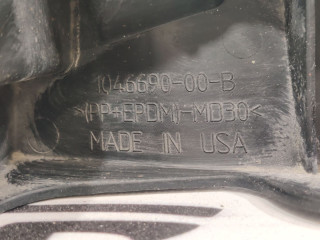 1046690-00-B
>(PP+EPDM)-MD30<
MADE IN USA